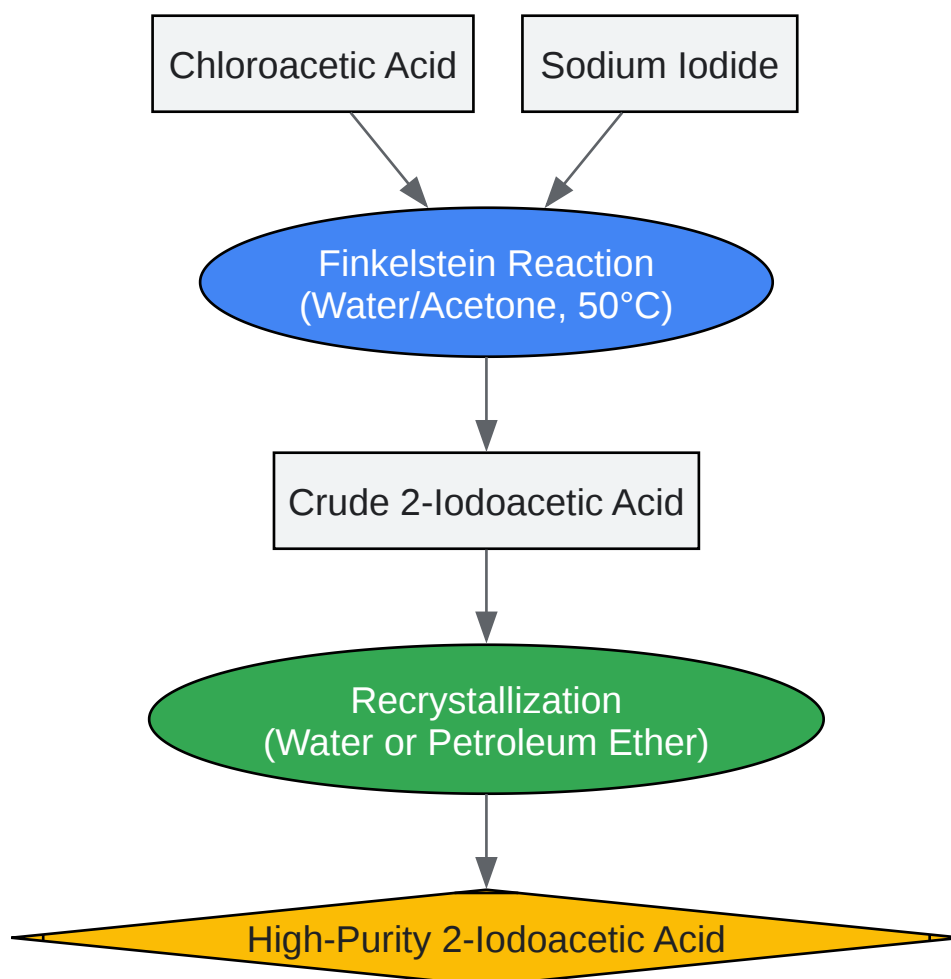 Chloroacetic Acid
Sodium Iodide
Finkelstein Reaction
(Water/Acetone, 50°C)
Crude 2-Iodoacetic Acid
Recrystallization
(Water or Petroleum Ether)
High-Purity 2-Iodoacetic Acid